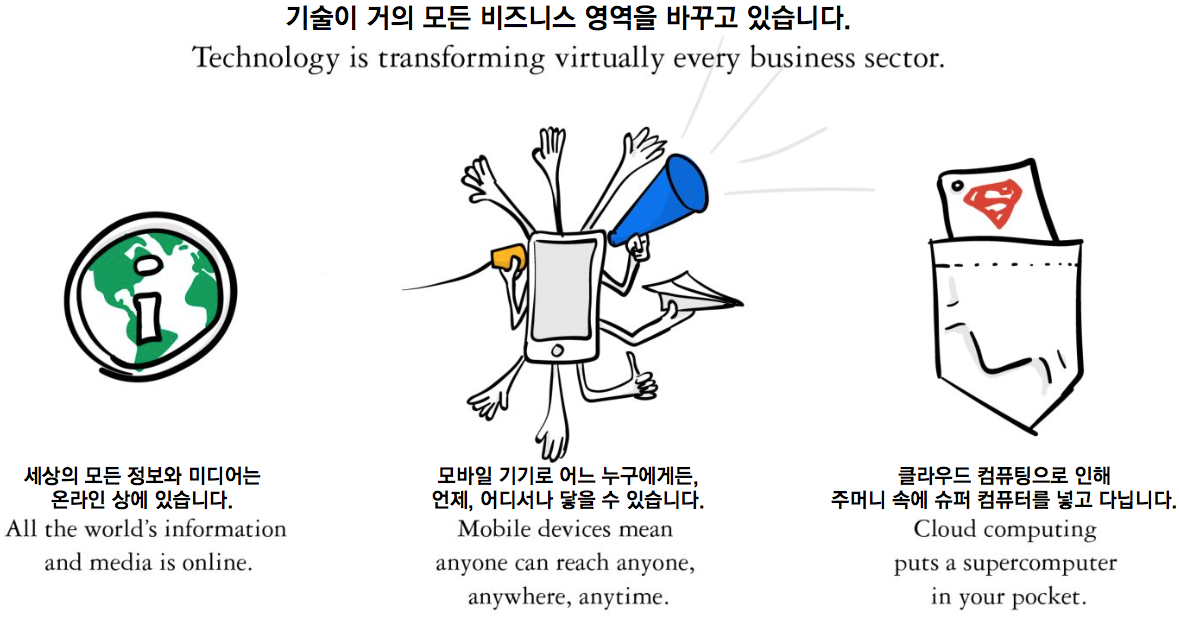 기술이 거의 모든 비즈니스 영역을 바꾸고 있습니다.
Technology is transforming virtually every business sector.
세상의 모든 정보와 미디어는
온라인 상에 있습니다.
All the world's information
and media is online.
모바일 기기로 어느 누구에게든,
언제, 어디서나 닿을 수 있습니다.
Mobile devices mean
anyone can reach anyone,
anywhere, anytime.
클라우드 컴퓨팅으로 인해
주머니 속에 슈퍼 컴퓨터를 넣고 다닙니다.
Cloud computing
puts a supercomputer
in your pocket.